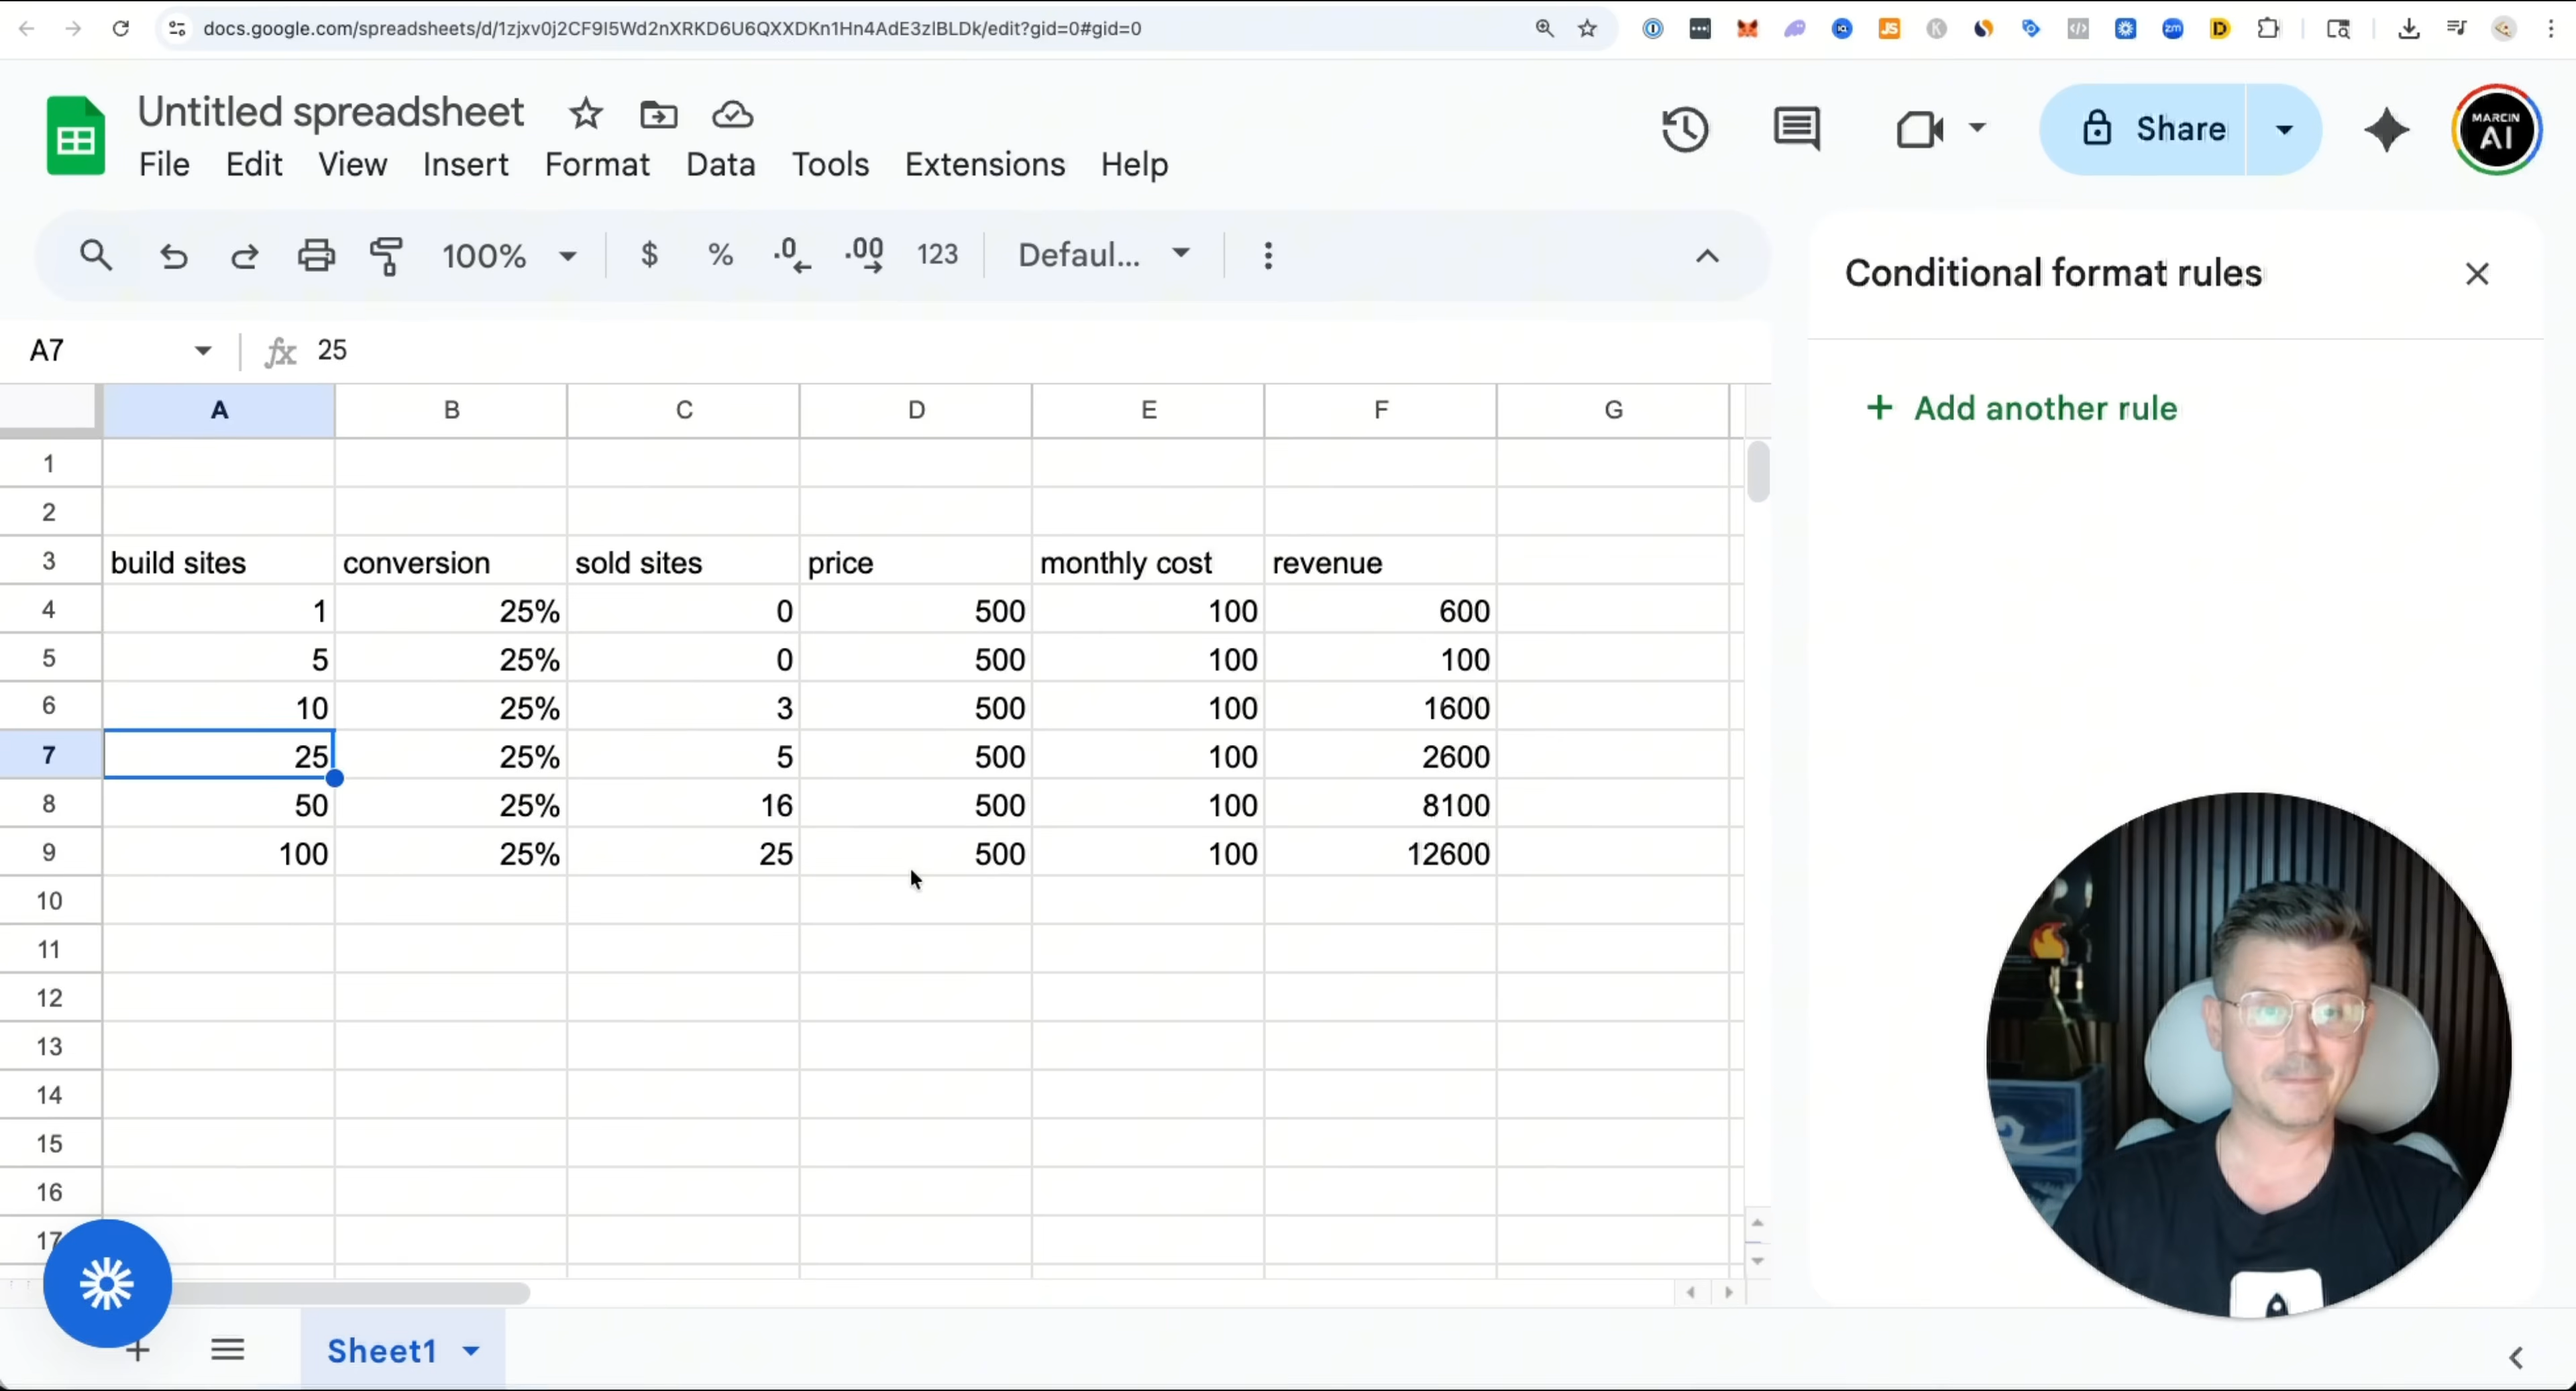 docs.google.com/spreadsheets/d/1zjxv0j2CF9I5Wd2nXRKD6U6QXXDKn1Hn4AdE3zlBLDk/edit?gid=0#gid=0
Untitled spreadsheet
File Edit View Insert Format Data Tools Extensions Help
Share
MARCIN AI
100% $ % .0 .00 123 Defaul...
Conditional format rules
A7 fx 25
Add another rule
A B C D E F G
1
2
3 build sites conversion sold sites price monthly cost revenue
4 1 25% 0 500 100 600
5 5 25% 0 500 100 100
6 10 25% 3 500 100 1600
7 25 25% 5 500 100 2600
8 50 25% 16 500 100 8100
9 100 25% 25 500 100 12600
10
11
12
13
14
15
16
17
Sheet1